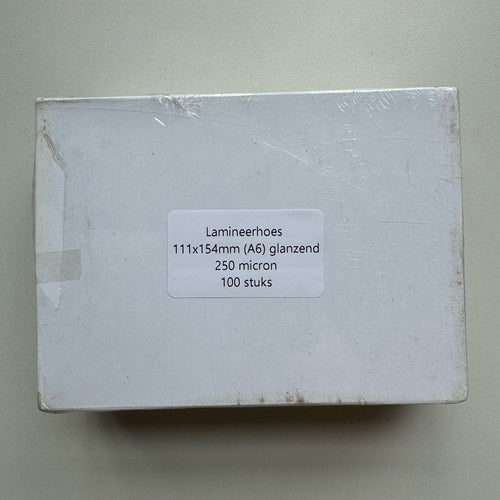 Lamineerhoes
111x154mm (A6) glanzend
250 micron
100 stuks